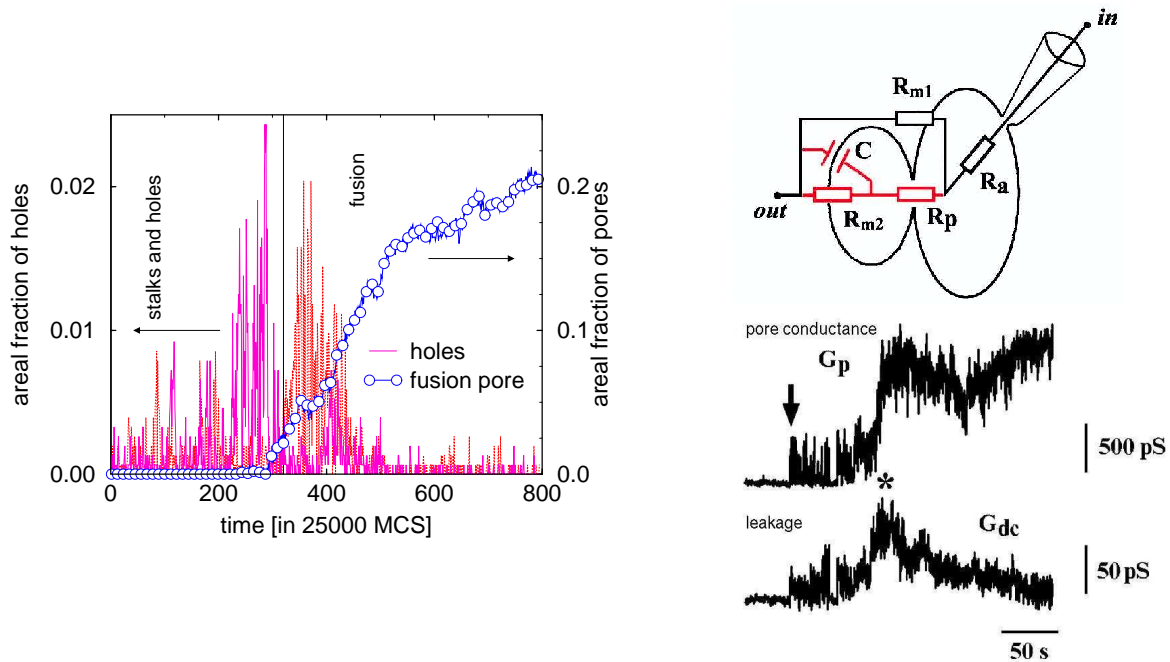 areal fraction of holes
0.02
0.01
0.00
stalks and holes
fusion
holes
fusion pore
0.2
0.1
0.0
areal fraction of pores
0 200 400 600 800
time [in 25000 MCS]
in
Rm1
C
Ra
out
Rm2
Rp
pore conductance
Gp
500 pS
*
leakage
Gdc
50 pS
50 s